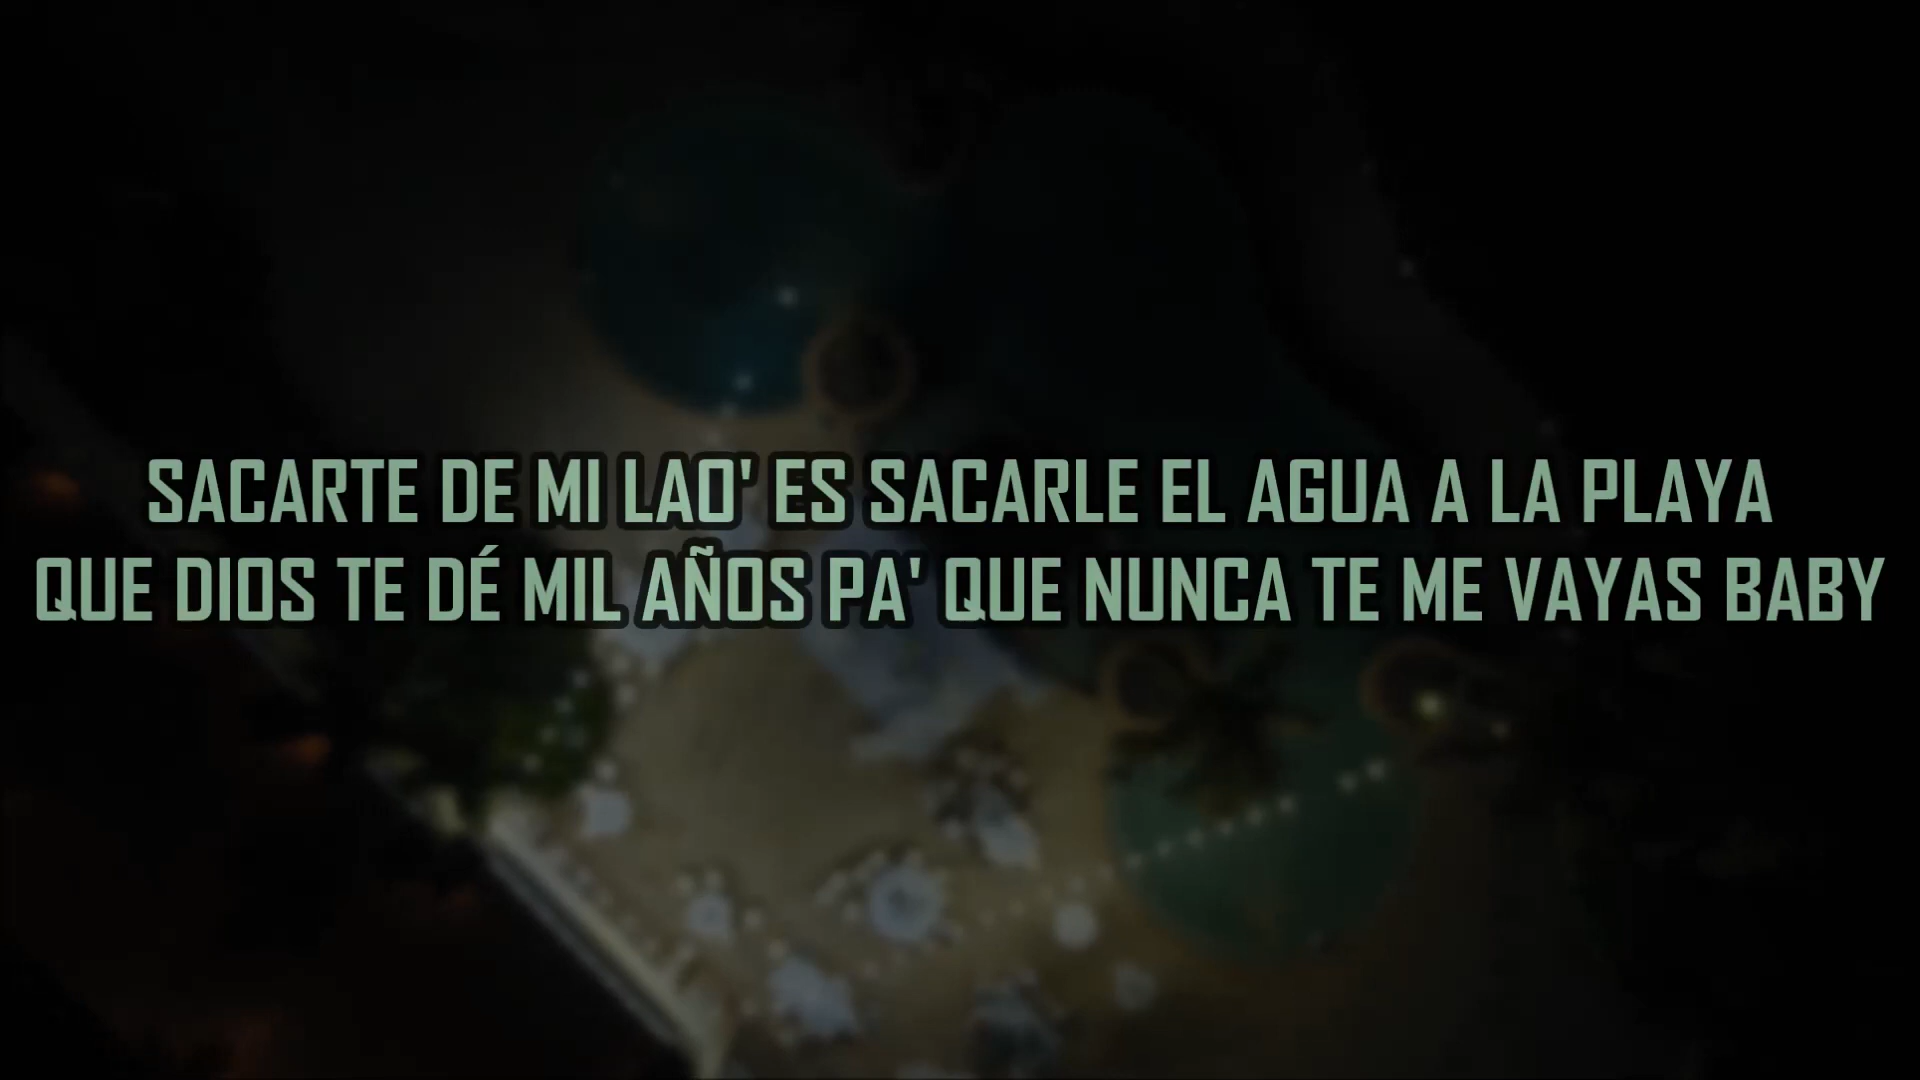 SACARTE DE MI LAO' ES SACARLE EL AGUA A LA PLAYA
QUE DIOS TE DÉ MIL AÑOS PA' QUE NUNCA TE ME VAYAS BABY